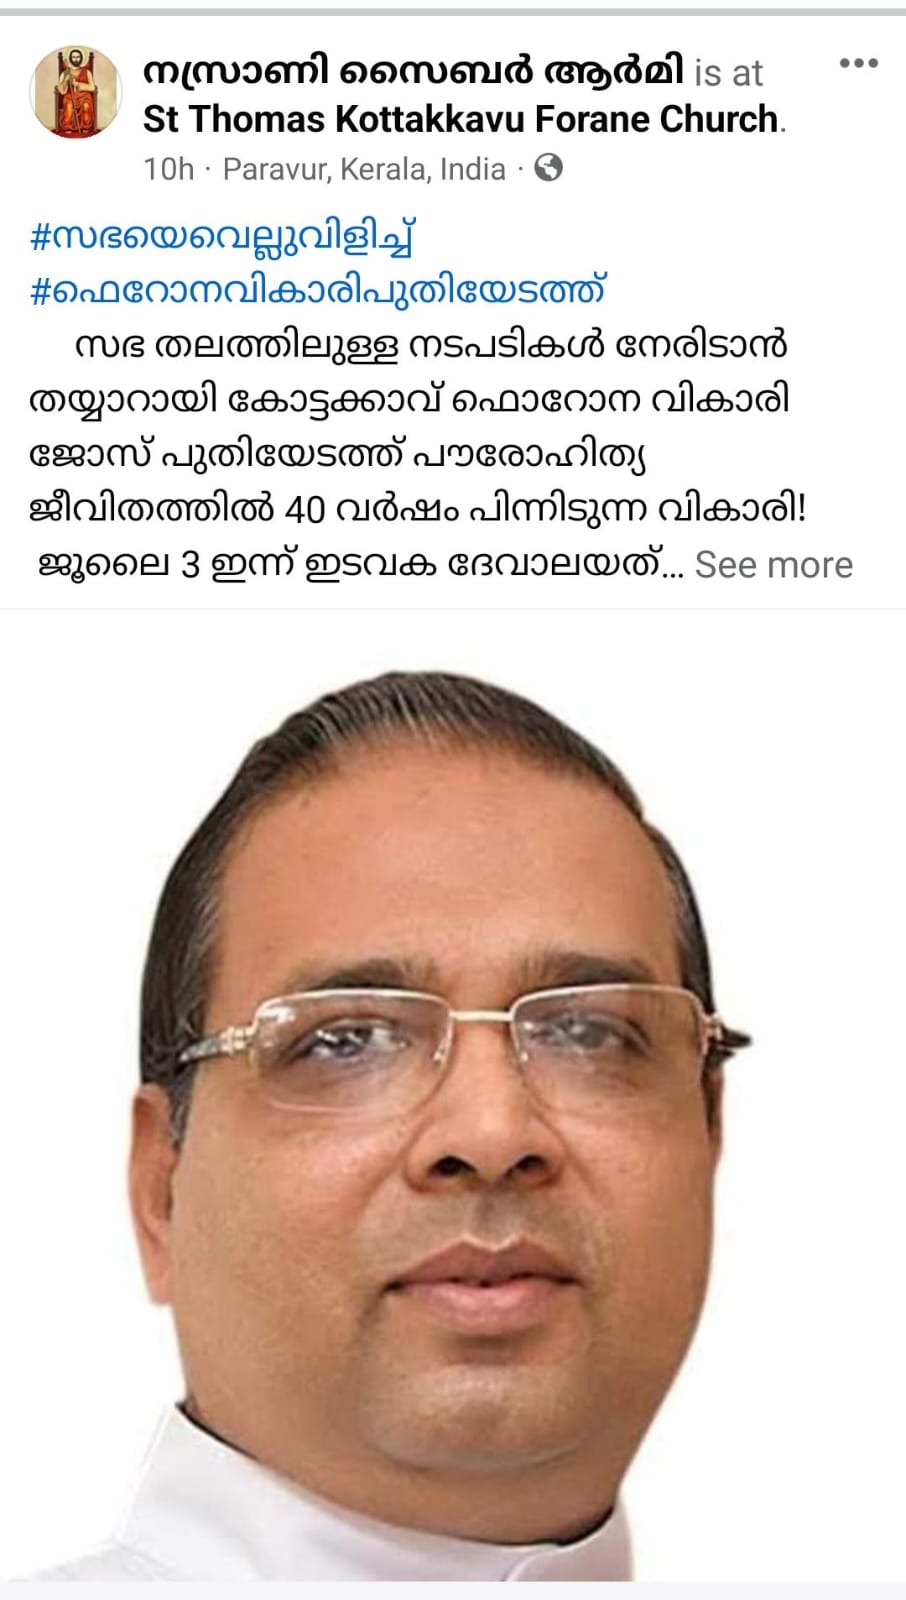 നസ്രാണി സൈബർ ആർമി is at
St Thomas Kottakkavu Forane Church.
10h · Paravur, Kerala, India ·
#സഭയെവെല്ലുവിളിച്ച്
#ഫെറോനവികാരിപുതിയേടത്ത്
സഭ തലത്തിലുള്ള നടപടികൾ നേരിടാൻ
തയ്യാറായി കോട്ടക്കാവ് ഫൊറോന വികാരി
ജോസ് പുതിയേടത്ത് പൗരോഹിത്യ
ജീവിതത്തിൽ 40 വർഷം പിന്നിടുന്ന വികാരി!
ജൂലൈ 3 ഇന്ന് ഇടവക ദേവാലയത്... See more